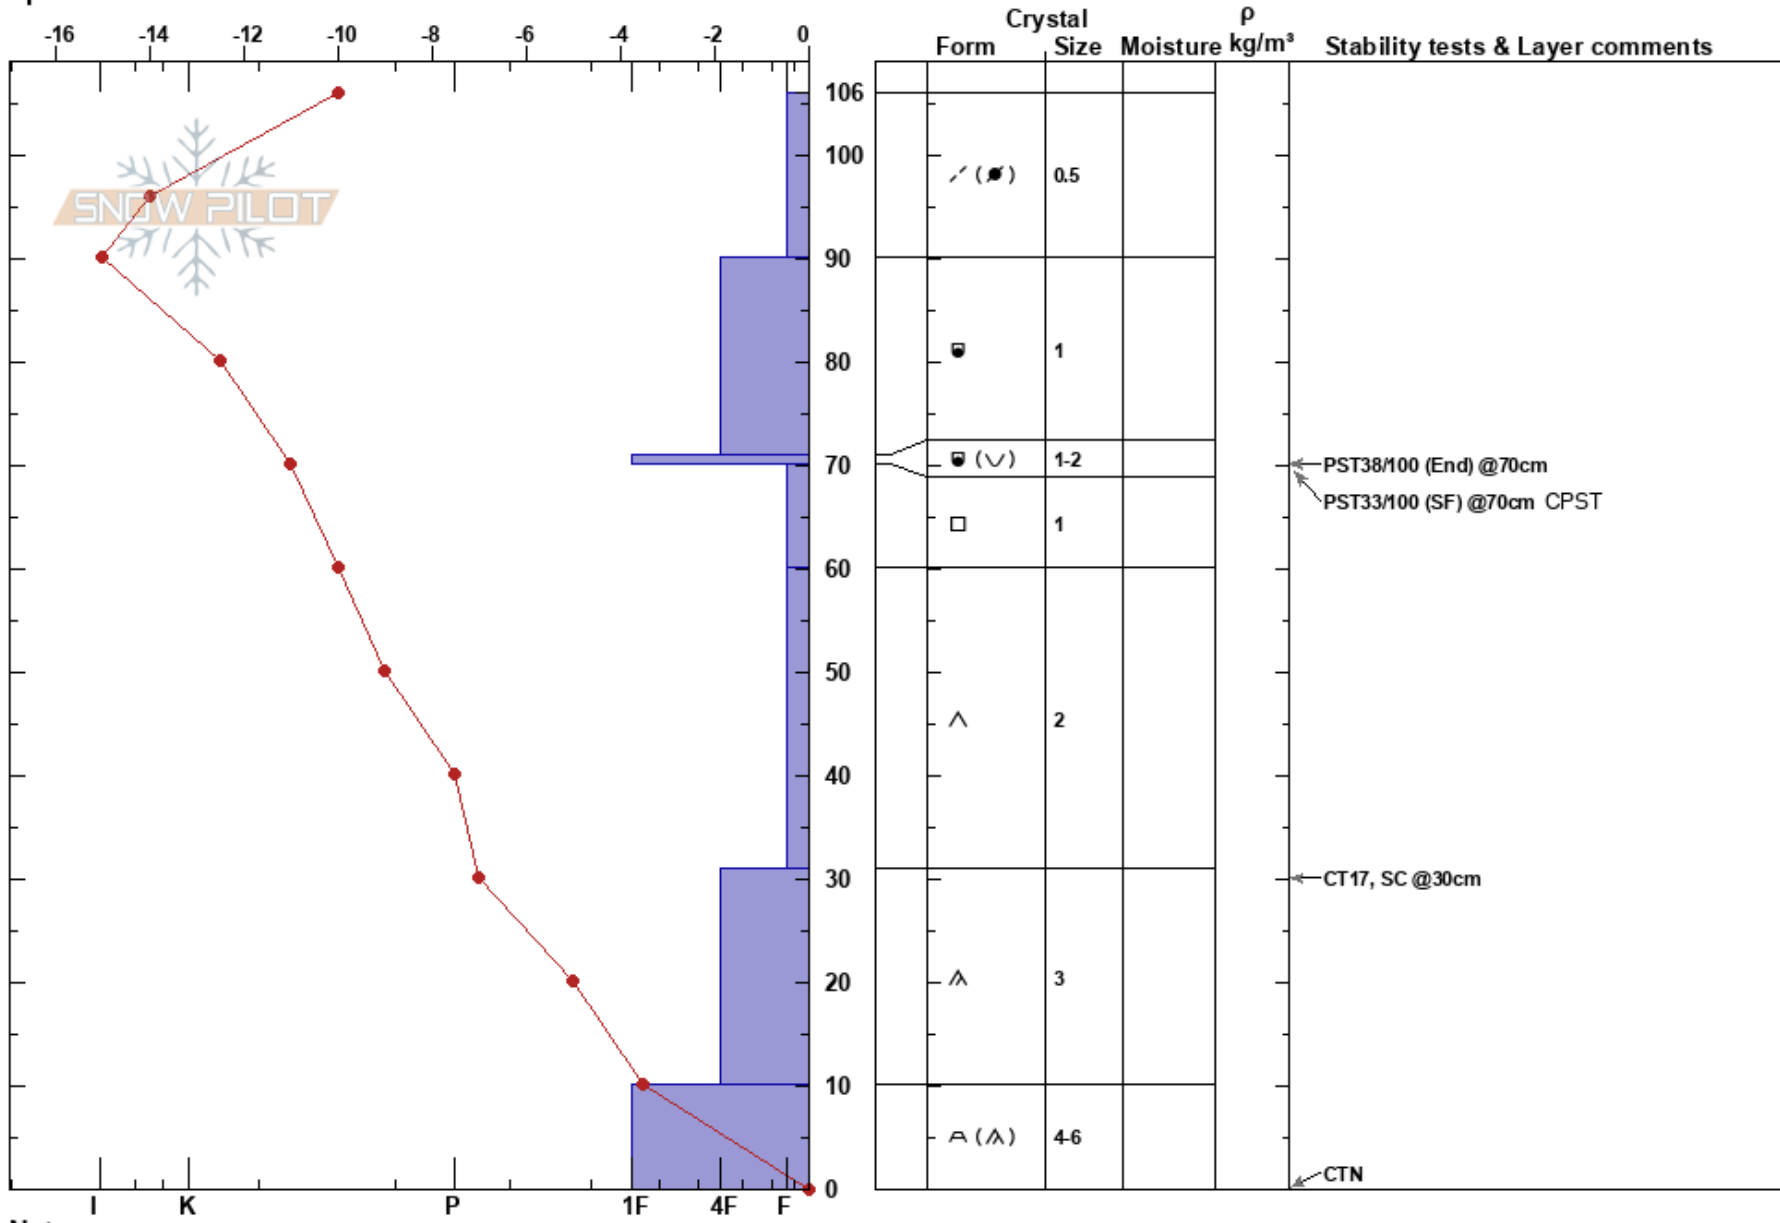 Crystal ρ
-16 -14 -12 -10 -8 -6 -4 -2 0
Form Size Moisture kg/m³ Stability tests & Layer comments
106
SNOW PILOT
100
0.5
90
80
1
70
1-2
PST38/100 (End) @70cm
PST33/100 (SF) @70cm CPST
1
60
50
2
40
30
CT17, SC @30cm
20
3
10
4-6
CTN
0
I K P 1F 4F F